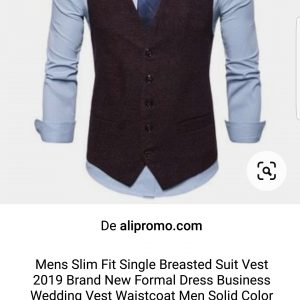 De alipromo.com
Mens Slim Fit Single Breasted Suit Vest
2019 Brand New Formal Dress Business
Wedding Vest Waistcoat Men Solid Color